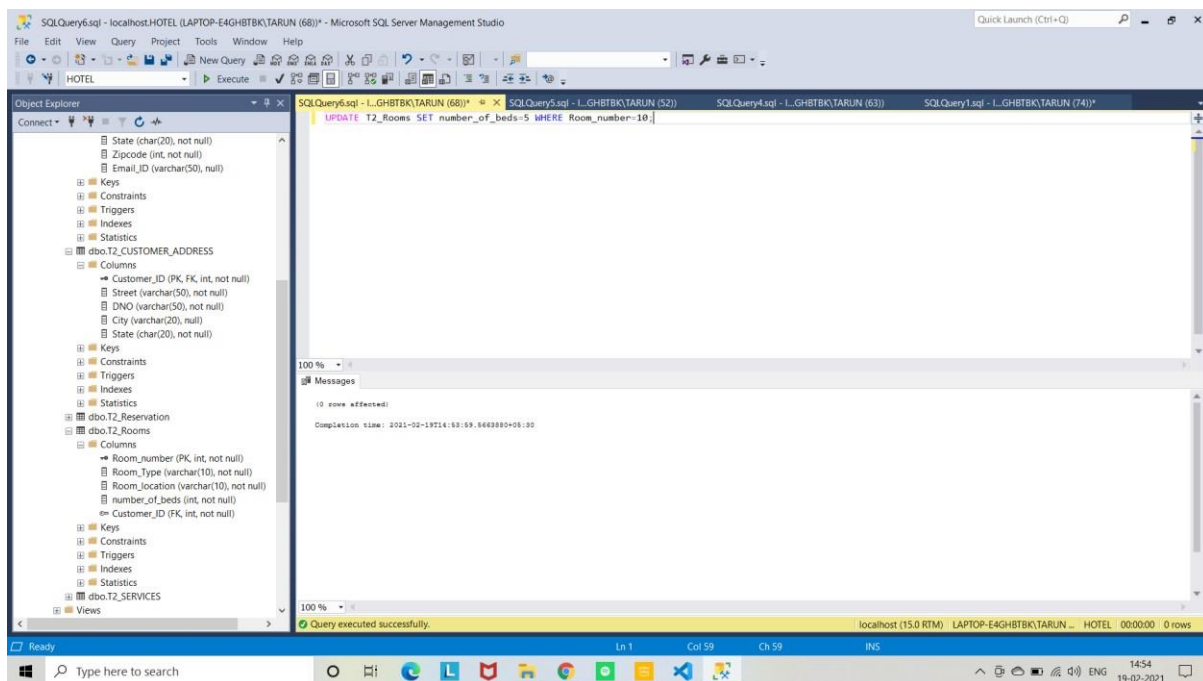 SQLQuery6.sql - localhost.HOTEL (LAPTOP-E4GHBTBK\TARUN (68))* - Microsoft SQL Server Management Studio
Quick Launch (Ctrl+Q)
File Edit View Query Project Tools Window Help
New Query
HOTEL
Execute
Object Explorer
SQLQuery6.sql - l...GHBTBK\TARUN (68))*
SQLQuery5.sql - l...GHBTBK\TARUN (52))
SQLQuery4.sql - l...GHBTBK\TARUN (63))
SQLQuery1.sql - l...GHBTBK\TARUN (74))*
Connect
UPDATE T2_Rooms SET number_of_beds=5 WHERE Room_number=10;
State (char(20), not null)
Zipcode (int, not null)
Email_ID (varchar(50), null)
Keys
Constraints
Triggers
Indexes
Statistics
dbo.T2_CUSTOMER_ADDRESS
Columns
Customer_ID (PK, FK, int, not null)
Street (varchar(50), not null)
DNO (varchar(50), not null)
City (varchar(20), null)
State (char(20), not null)
Keys
Constraints
Triggers
Indexes
Statistics
dbo.T2_Reservation
dbo.T2_Rooms
Columns
Room_number (PK, int, not null)
Room_Type (varchar(10), not null)
Room_location (varchar(10), not null)
number_of_beds (int, not null)
Customer_ID (FK, int, not null)
Keys
Constraints
Triggers
Indexes
Statistics
dbo.T2_SERVICES
Views
100 %
Messages
(0 rows affected)
Completion time: 2021-02-19T14:53:59.5663880+05:30
100 %
Query executed successfully.
localhost (15.0 RTM) LAPTOP-E4GHBTBK\TARUN ... HOTEL 00:00:00 0 rows
Ready
Ln 1 Col 59 Ch 59 INS
Type here to search
L
ENG
14:54
19-02-2021